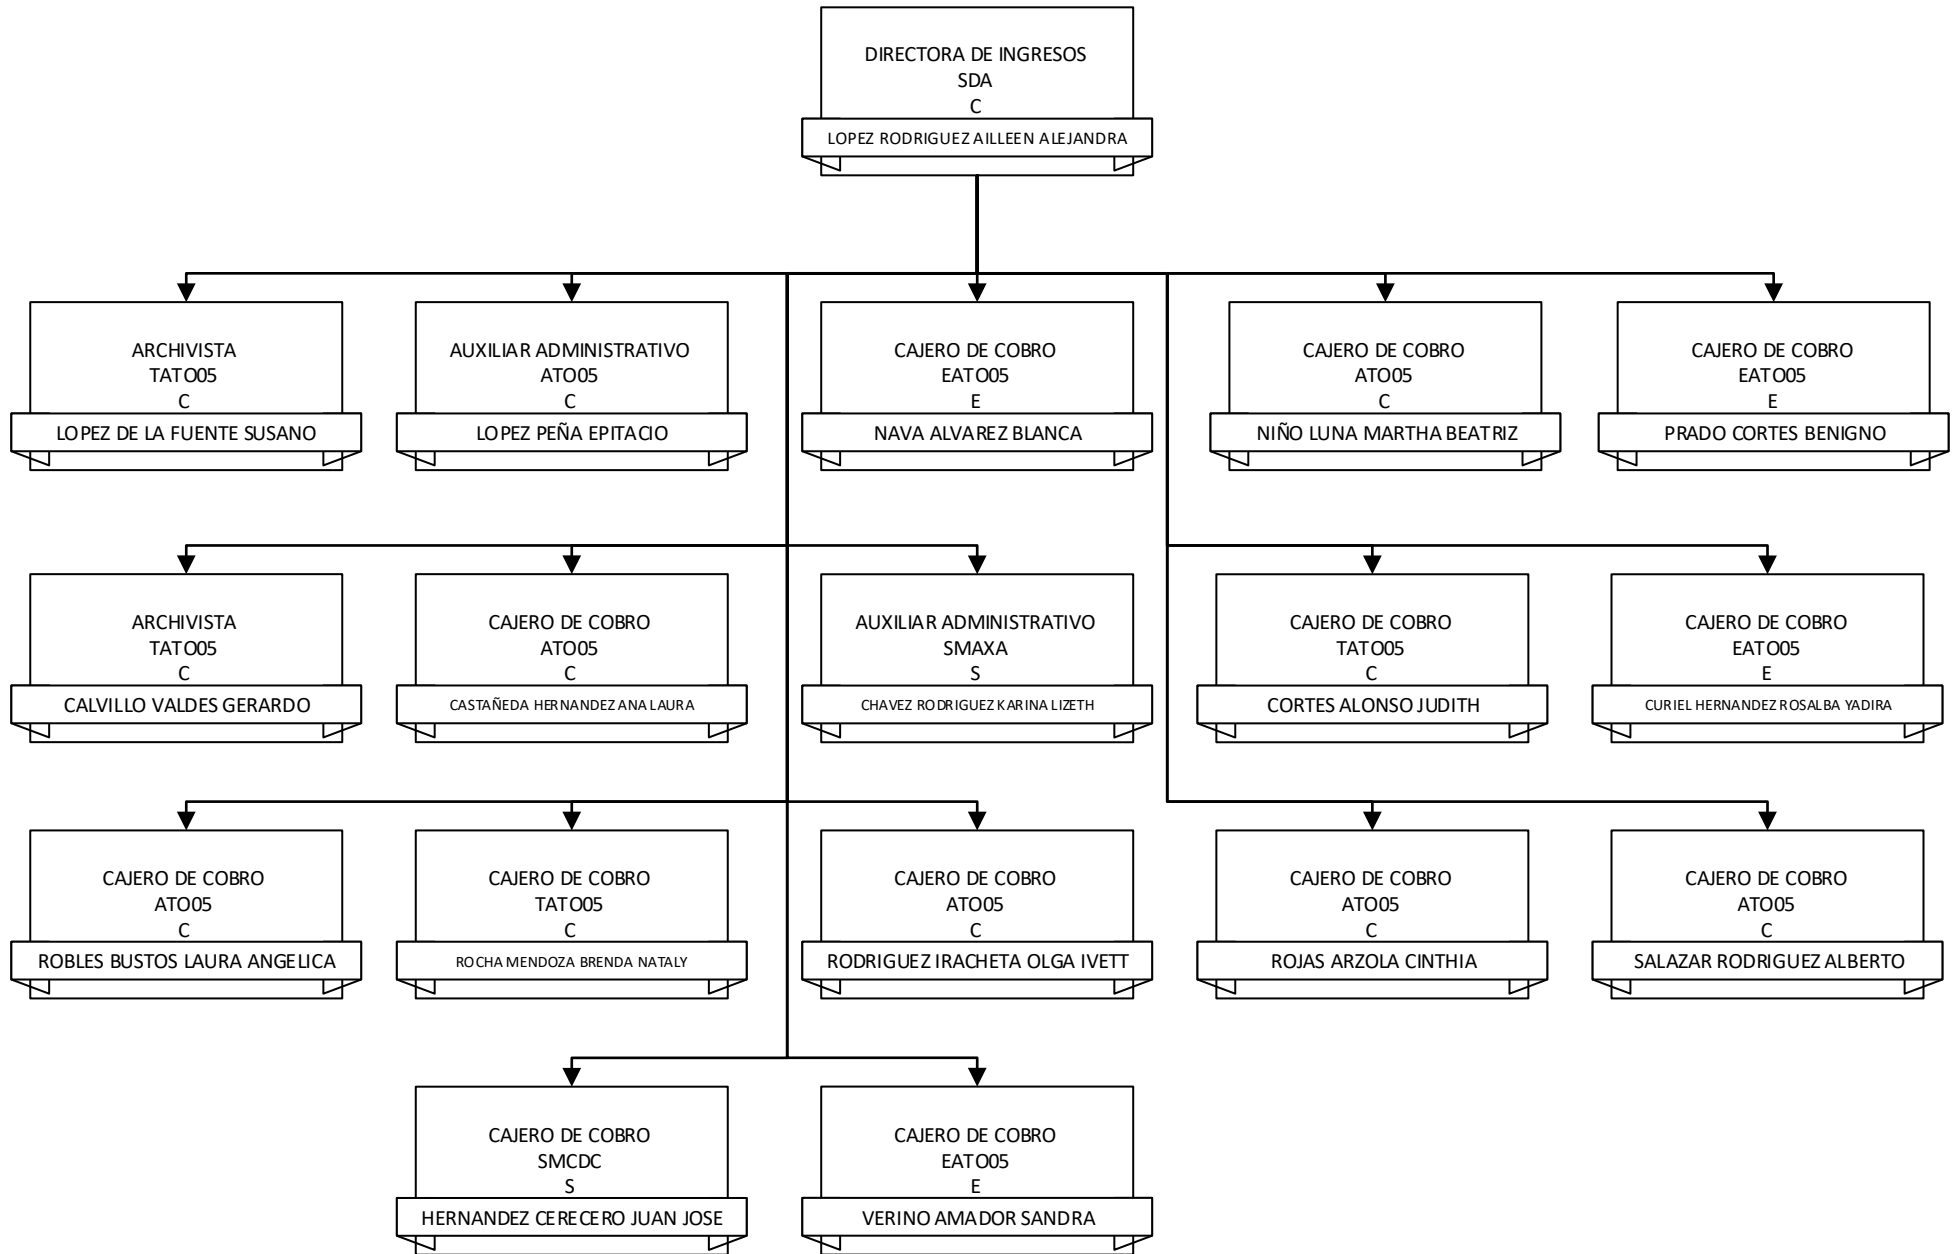 DIRECTORA DE INGRESOS
SDA
C
LOPEZ RODRIGUEZ AILLEEN ALEJANDRA
ARCHIVISTA
TATO05
C
LOPEZ DE LA FUENTE SUSANO
AUXILIAR ADMINISTRATIVO
ATO05
C
LOPEZ PEÑA EPITACIO
CAJERO DE COBRO
EATO05
E
NAVA ALVAREZ BLANCA
CAJERO DE COBRO
ATO05
C
NIÑO LUNA MARTHA BEATRIZ
CAJERO DE COBRO
EATO05
E
PRADO CORTES BENIGNO
ARCHIVISTA
TATO05
C
CALVILLO VALDES GERARDO
CAJERO DE COBRO
ATO05
C
CASTAÑEDA HERNANDEZ ANA LAURA
AUXILIAR ADMINISTRATIVO
SMAXA
S
CHAVEZ RODRIGUEZ KARINA LIZETH
CAJERO DE COBRO
TATO05
C
CORTES ALONSO JUDITH
CAJERO DE COBRO
EATO05
E
CURIEL HERNANDEZ ROSALBA YADIRA
CAJERO DE COBRO
ATO05
C
ROBLES BUSTOS LAURA ANGELICA
CAJERO DE COBRO
TATO05
C
ROCHA MENDOZA BRENDA NATALY
CAJERO DE COBRO
ATO05
C
RODRIGUEZ IRACHETA OLGA IVETT
CAJERO DE COBRO
ATO05
C
ROJAS ARZOLA CINTHIA
CAJERO DE COBRO
ATO05
C
SALAZAR RODRIGUEZ ALBERTO
CAJERO DE COBRO
SMCDC
S
HERNANDEZ CERECERO JUAN JOSE
CAJERO DE COBRO
EATO05
E
VERINO AMADOR SANDRA